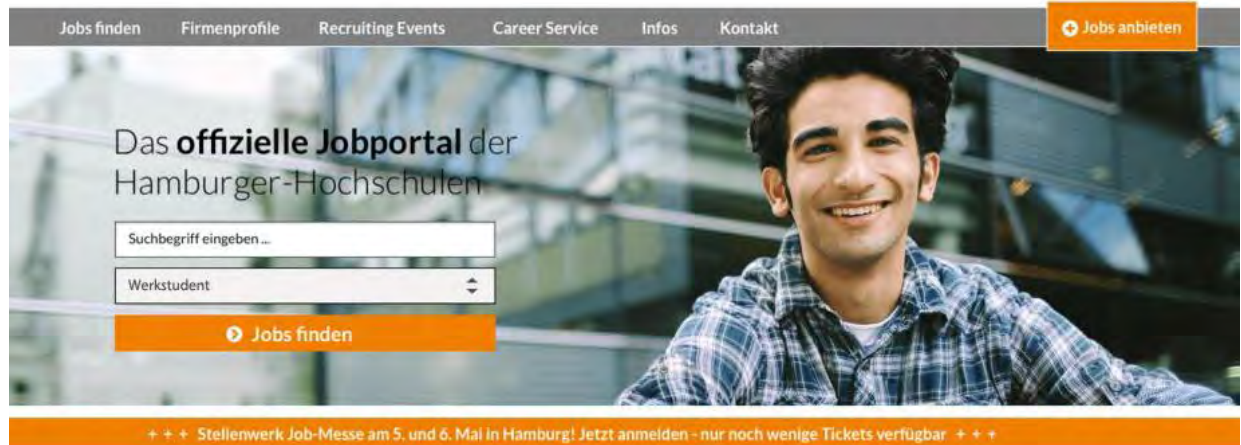 Jobs finden Firmenprofile Recruiting Events Career Service Infos Kontakt Jobs anbieten
Das offizielle Jobportal der
Hamburger-Hochschulen
Suchbegriff eingeben ...
Werkstudent
Jobs finden
+ + + Stellenwerk Job-Messe am 5. und 6. Mai in Hamburg! Jetzt anmelden - nur noch wenige Tickets verfügbar + + +